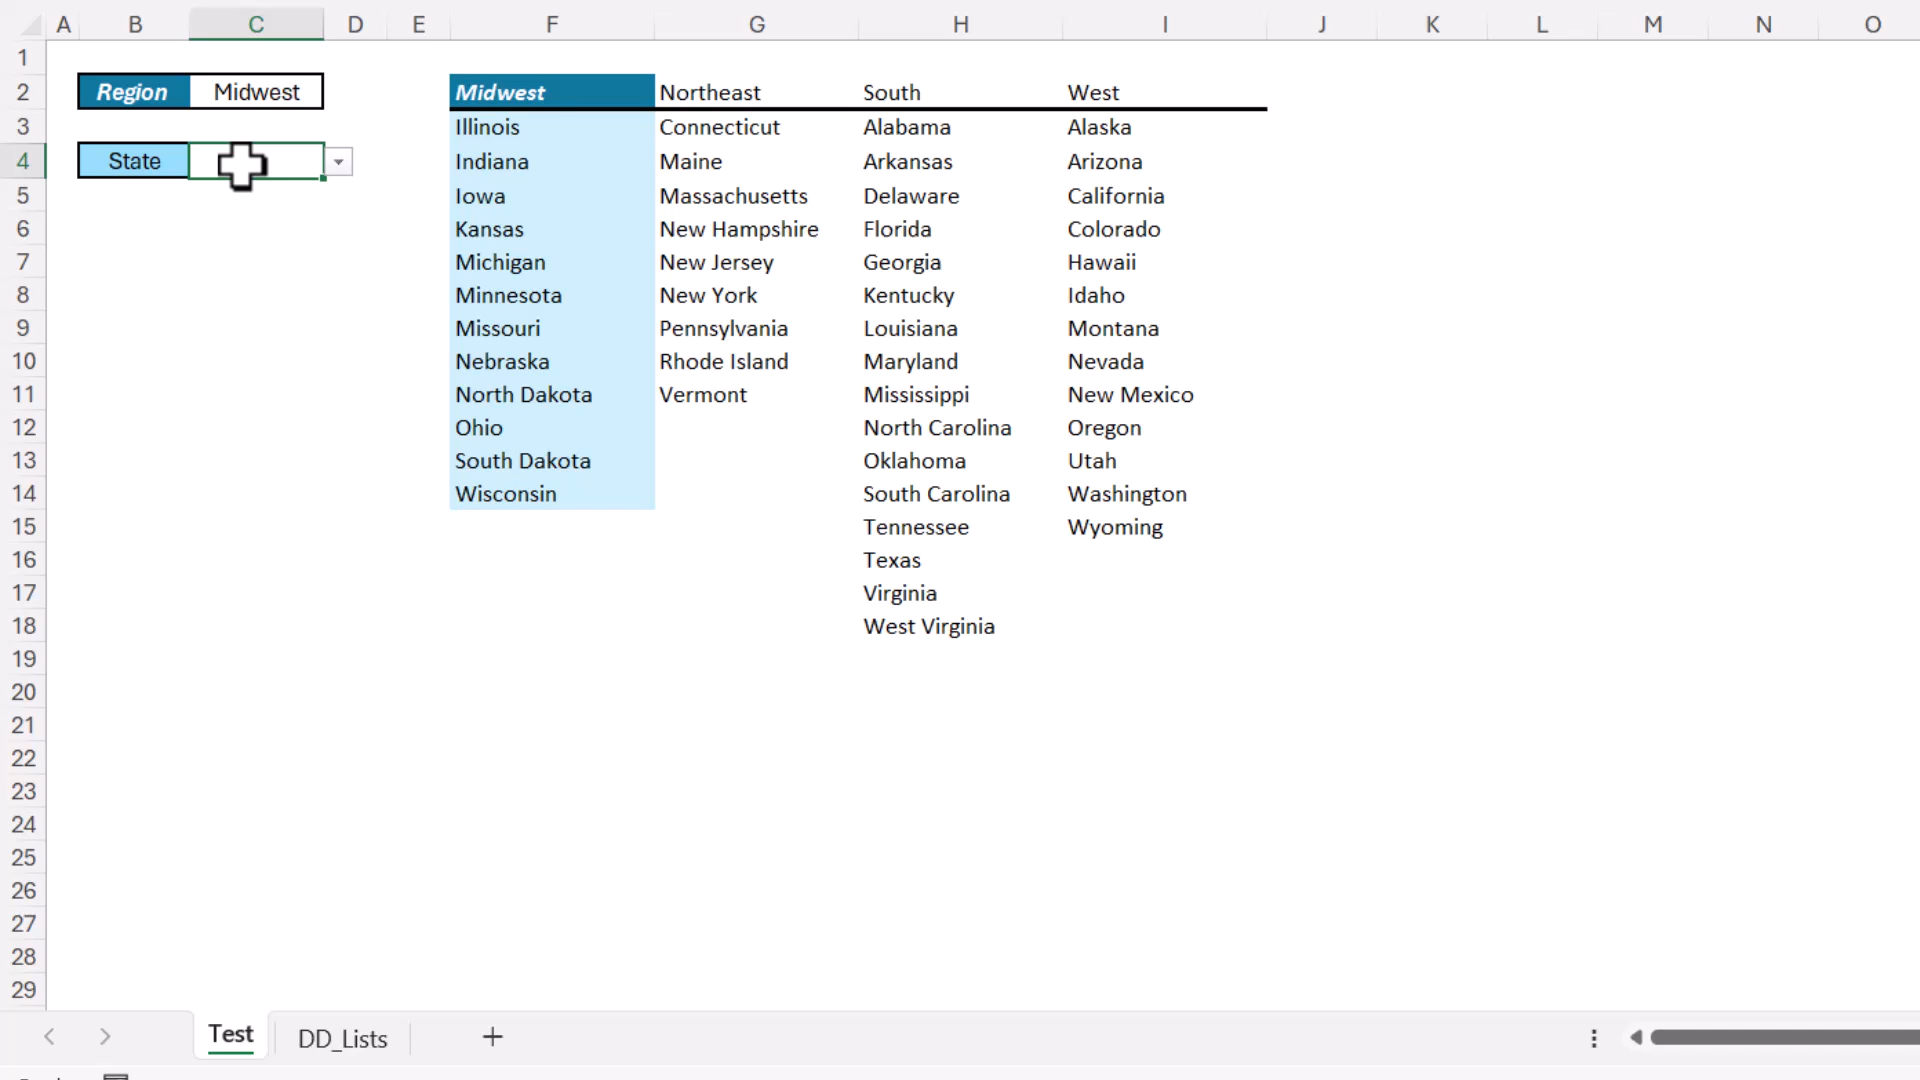 A B C D E F G H I J K L M N O
1
2 Region Midwest Midwest Northeast South West
3 Illinois Connecticut Alabama Alaska
4 State Indiana Maine Arkansas Arizona
5 Iowa Massachusetts Delaware California
6 Kansas New Hampshire Florida Colorado
7 Michigan New Jersey Georgia Hawaii
8 Minnesota New York Kentucky Idaho
9 Missouri Pennsylvania Louisiana Montana
10 Nebraska Rhode Island Maryland Nevada
11 North Dakota Vermont Mississippi New Mexico
12 Ohio North Carolina Oregon
13 South Dakota Oklahoma Utah
14 Wisconsin South Carolina Washington
15 Tennessee Wyoming
16 Texas
17 Virginia
18 West Virginia
19
20
21
22
23
24
25
26
27
28
29
Test DD_Lists